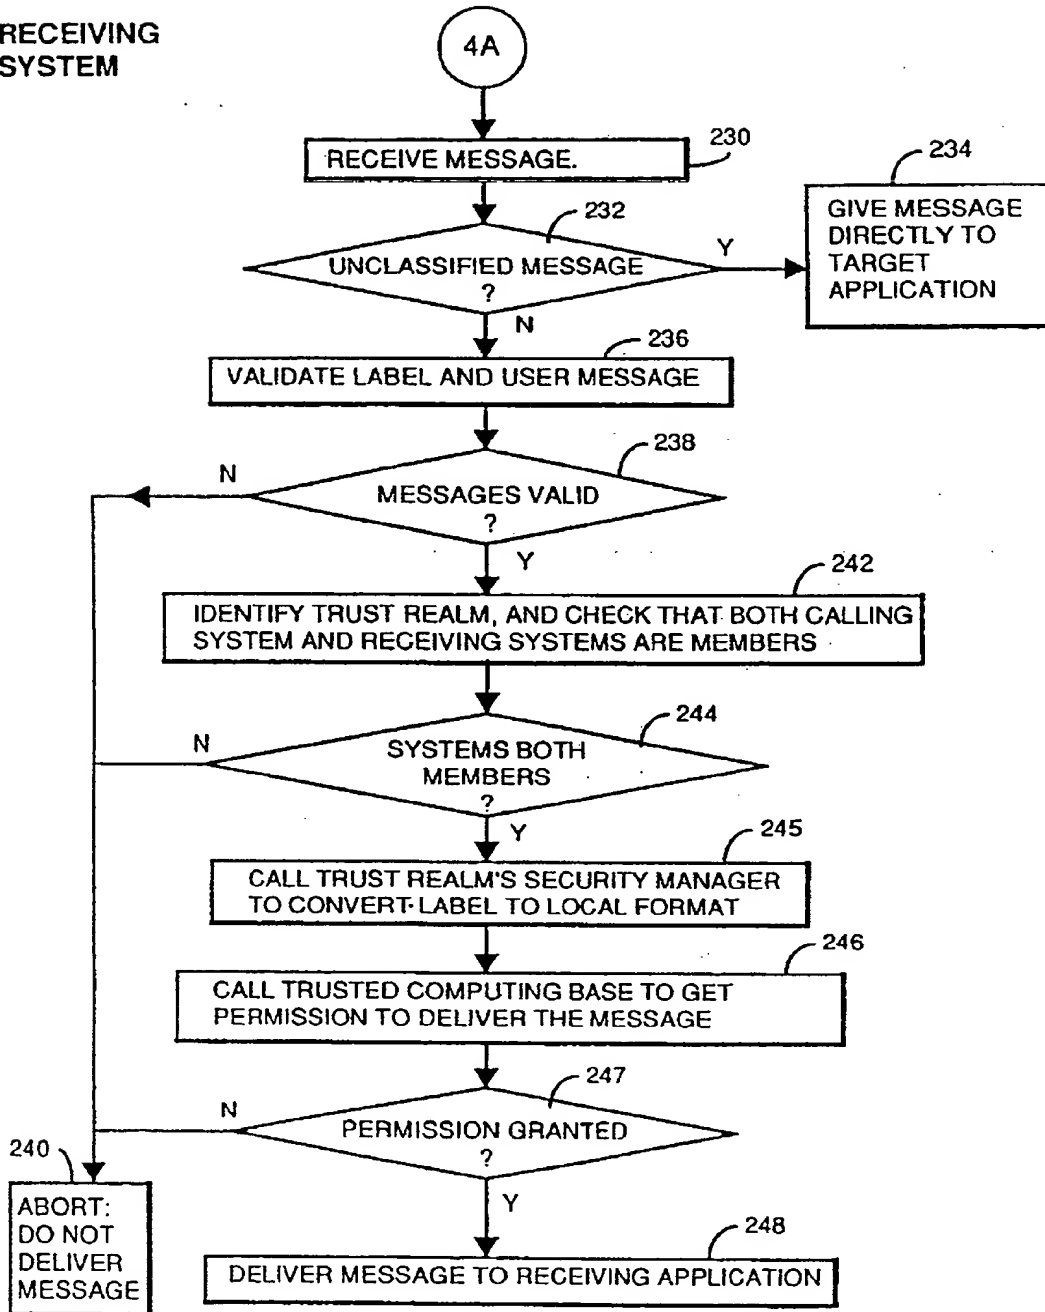 RECEIVING
SYSTEM
4A
RECEIVE MESSAGE.
230
232
UNCLASSIFIED MESSAGE
?
Y
N
234
GIVE MESSAGE
DIRECTLY TO
TARGET
APPLICATION
236
VALIDATE LABEL AND USER MESSAGE
238
MESSAGES VALID
?
N
Y
242
IDENTIFY TRUST REALM, AND CHECK THAT BOTH CALLING
SYSTEM AND RECEIVING SYSTEMS ARE MEMBERS
244
SYSTEMS BOTH
MEMBERS
?
N
Y
245
CALL TRUST REALM'S SECURITY MANAGER
TO CONVERT LABEL TO LOCAL FORMAT
246
CALL TRUSTED COMPUTING BASE TO GET
PERMISSION TO DELIVER THE MESSAGE
247
PERMISSION GRANTED
?
N
Y
240
ABORT:
DO NOT
DELIVER
MESSAGE
248
DELIVER MESSAGE TO RECEIVING APPLICATION